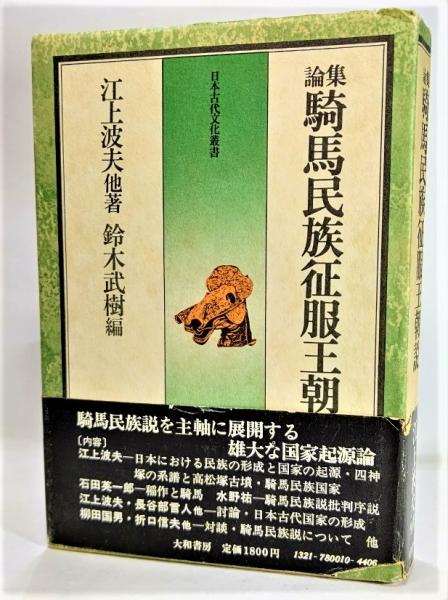 論集
騎馬民族征服王朝
日本古代文化叢書
江上波夫他著
鈴木武樹編
騎馬民族説を主軸に展開する
雄大な国家起源論
〔内容〕
江上波夫―日本における民族の形成と国家の起源・四神
塚の系譜と高松塚古墳・騎馬民族国家
石田英一郎―稲作と騎馬 水野祐―騎馬民族説批判序説
江上波夫・長谷部言人他―討論・日本古代国家の形成
柳田国男・折口信夫他―対談・騎馬民族説について 他
大和書房 定価1800円 1321-780010-4406
論集
騎馬民族征服王朝説